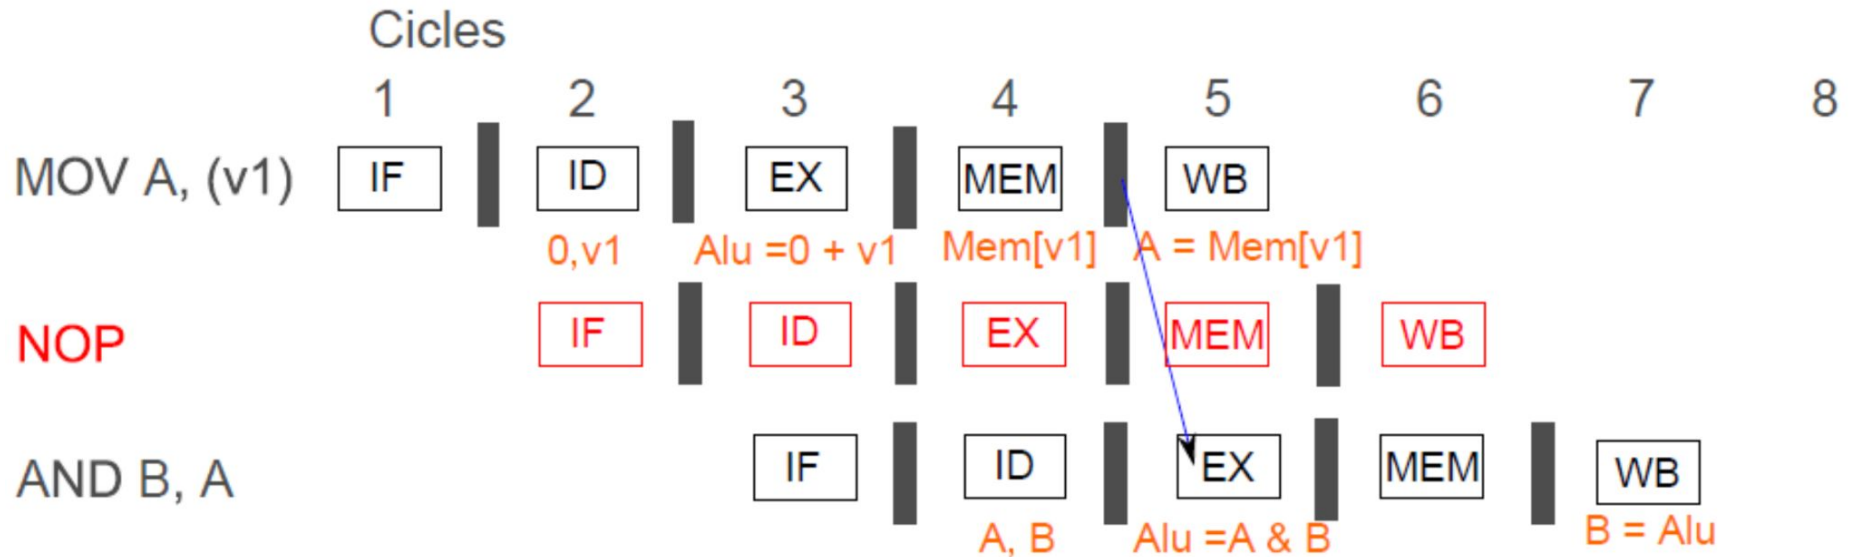 Cicles
1 2 3 4 5 6 7 8
MOV A, (v1) IF ID EX MEM WB
0,v1 Alu =0 + v1 Mem[v1] A = Mem[v1]
NOP IF ID EX MEM WB
AND B, A IF ID EX MEM WB
A, B Alu =A & B B = Alu